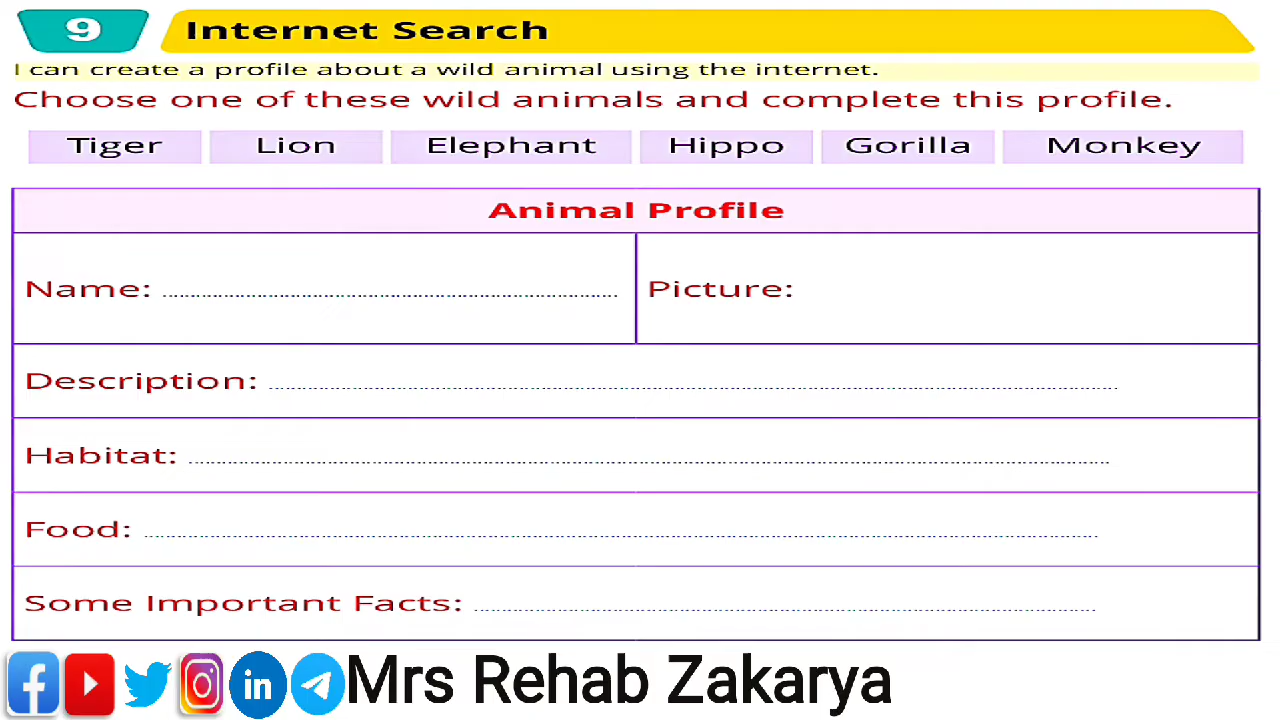 9 Internet Search
I can create a profile about a wild animal using the internet.
Choose one of these wild animals and complete this profile.
Tiger Lion Elephant Hippo Gorilla Monkey
Animal Profile
Name: ........................................ Picture:
Description: ........................................
Habitat: ........................................
Food: ........................................
Some Important Facts: ........................................
f in Mrs Rehab Zakarya